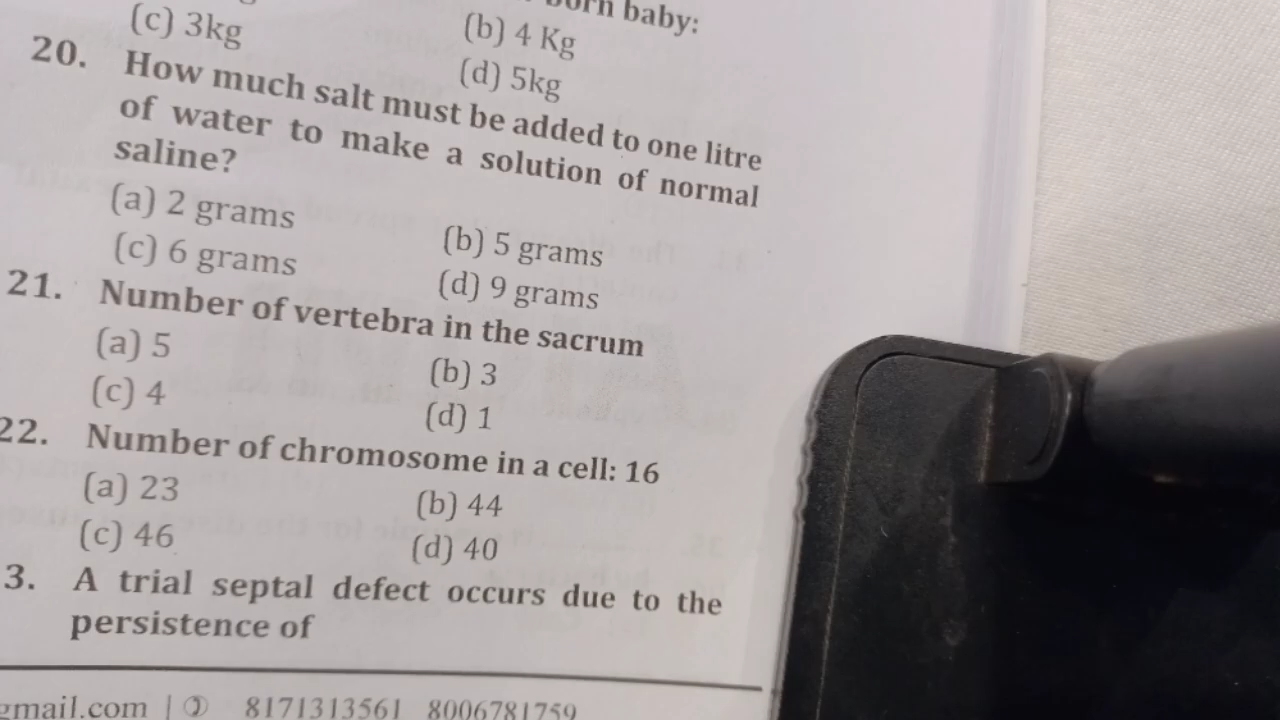 born baby:
(c) 3kg (b) 4 Kg
(d) 5kg
20. How much salt must be added to one litre
of water to make a solution of normal
saline?
(a) 2 grams (b) 5 grams
(c) 6 grams (d) 9 grams
21. Number of vertebra in the sacrum
(a) 5 (b) 3
(c) 4 (d) 1
22. Number of chromosome in a cell: 16
(a) 23 (b) 44
(c) 46 (d) 40
3. A trial septal defect occurs due to the
persistence of
gmail.com | 8171313561 8006781759